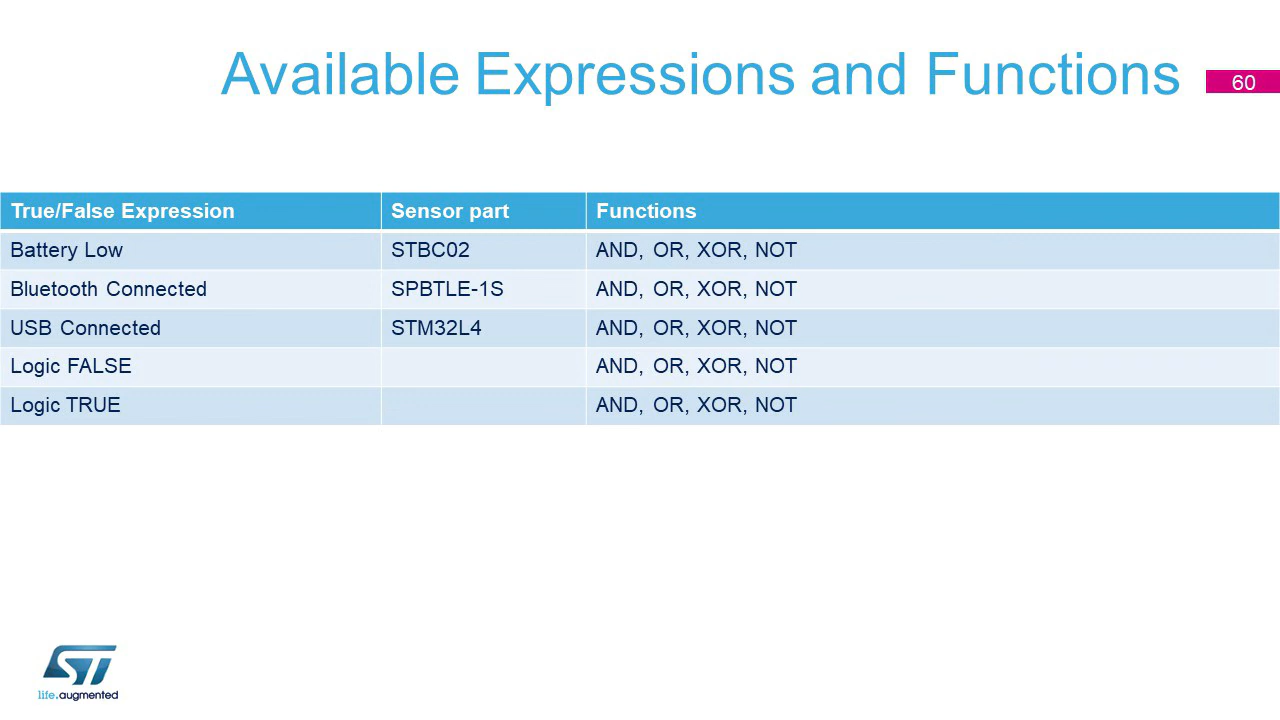 Available Expressions and Functions
60
True/False Expression Sensor part Functions
Battery Low STBC02 AND, OR, XOR, NOT
Bluetooth Connected SPBTLE-1S AND, OR, XOR, NOT
USB Connected STM32L4 AND, OR, XOR, NOT
Logic FALSE AND, OR, XOR, NOT
Logic TRUE AND, OR, XOR, NOT
ST
life.augmented